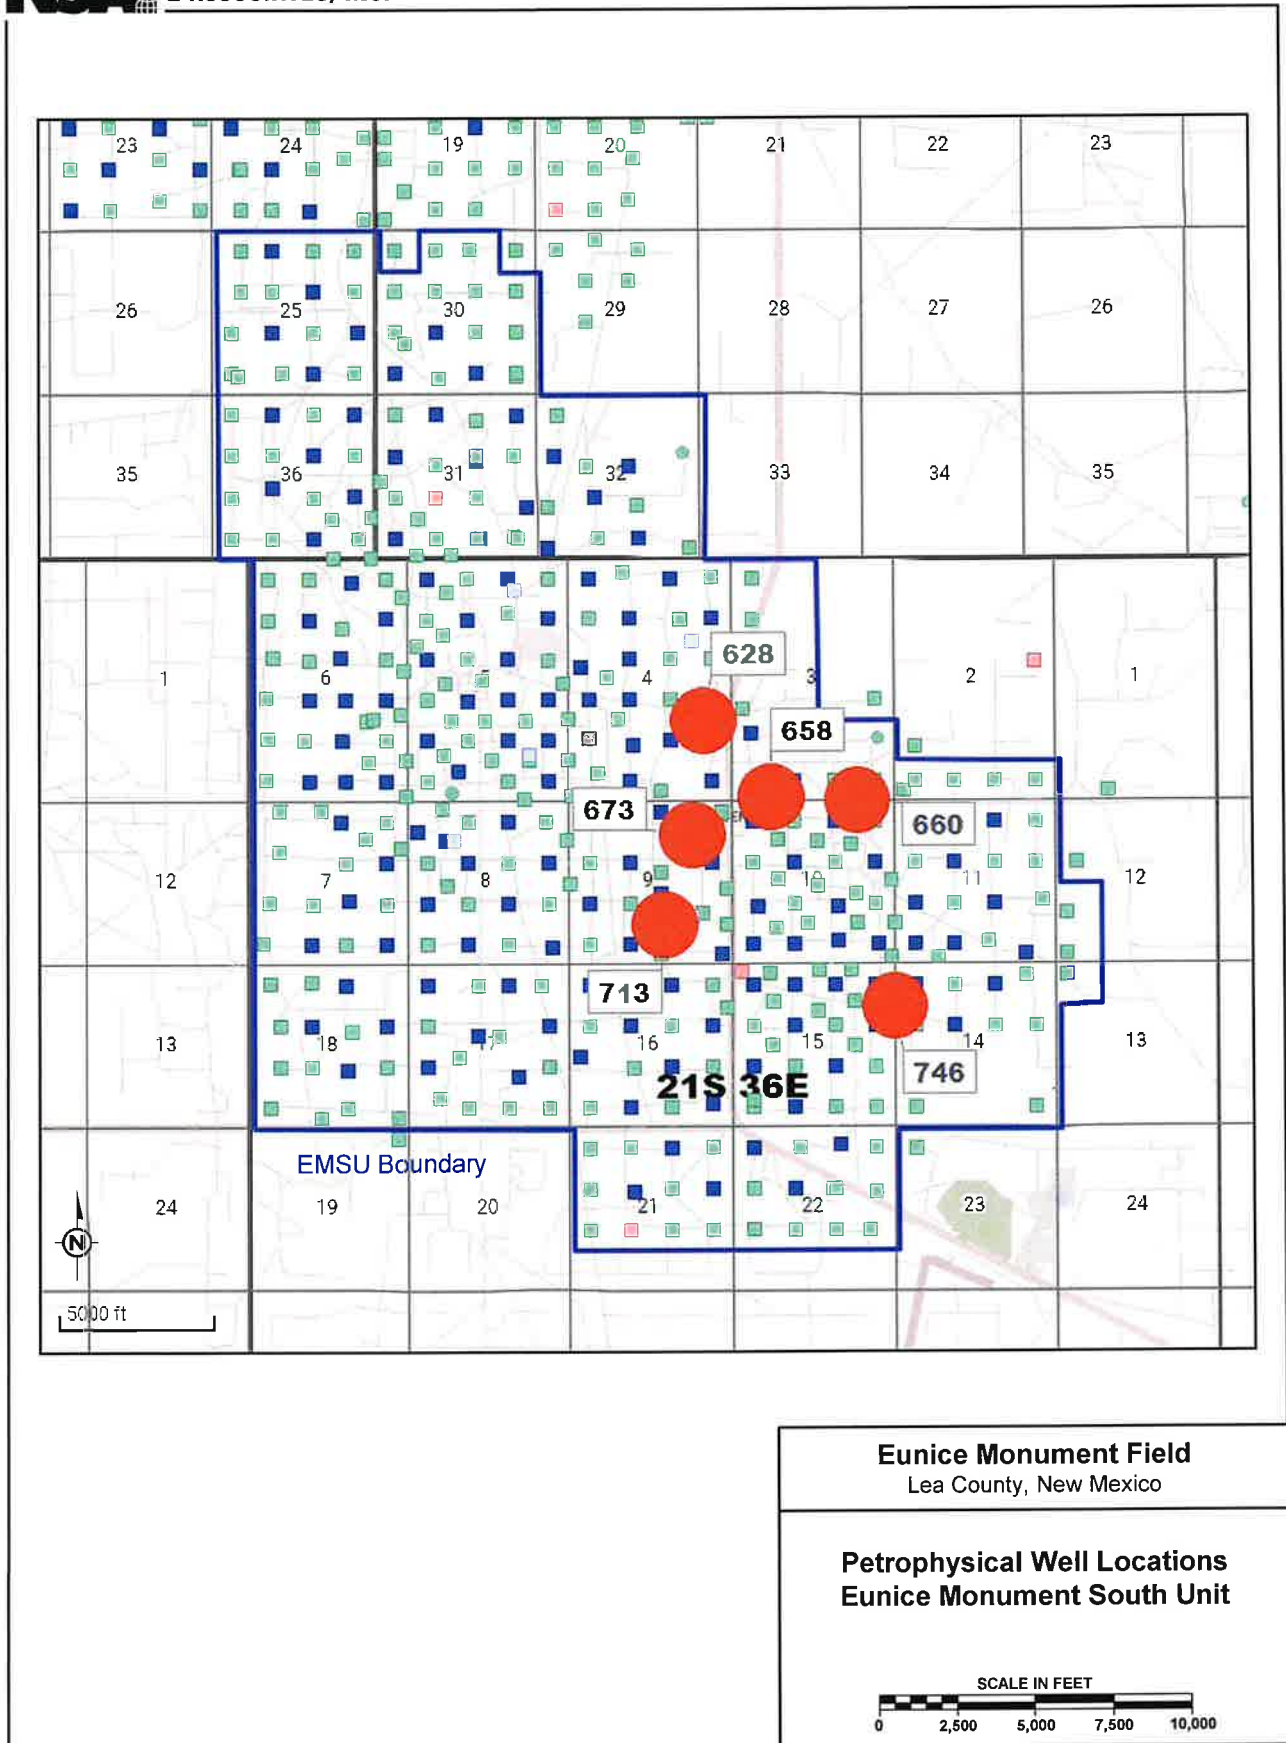 23 24 19 20 21 22 23
26 25 30 29 28 27 26
35 36 31 32 33 34 35
628
1 6 4 3 2 1
658
673
660
12 7 8 9 10 11 12
713
13 18 17 16 15 14 13
746
21S 36E
EMSU Boundary
24 19 20 21 22 23 24
N
5000 ft
Eunice Monument Field
Lea County, New Mexico
Petrophysical Well Locations
Eunice Monument South Unit
SCALE IN FEET
0 2,500 5,000 7,500 10,000